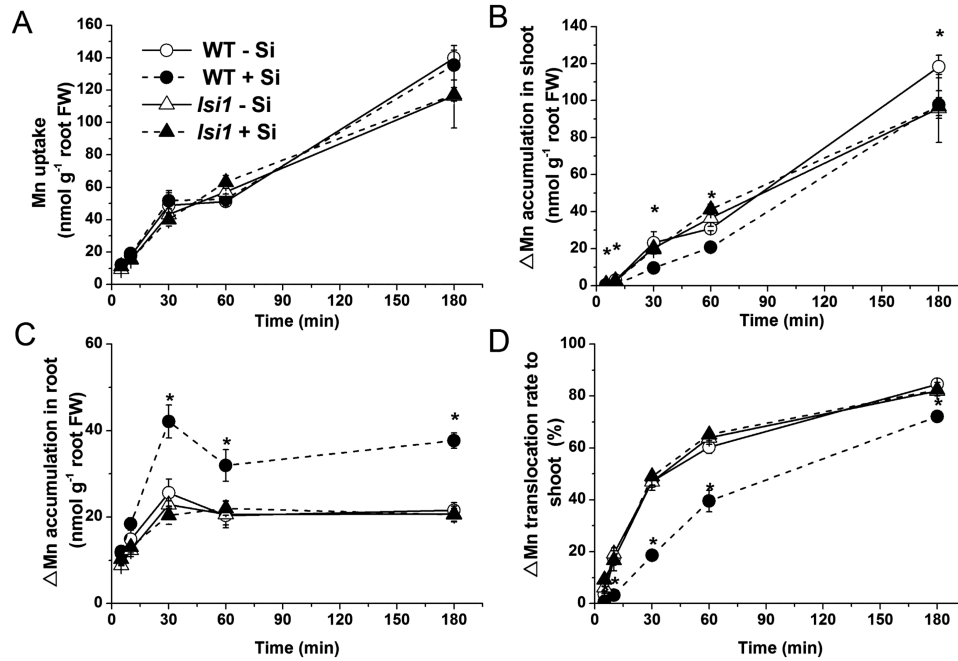 A
Mn uptake
(nmol g⁻¹ root FW)
160
140
120
100
80
60
40
20
0
WT - Si
WT + Si
lsi1 - Si
lsi1 + Si
0 30 60 90 120 150 180
Time (min)
B
△Mn accumulation in shoot
(nmol g⁻¹ root FW)
140
120
100
80
60
40
20
0
* * * * *
0 30 60 90 120 150 180
Time (min)
C
△Mn accumulation in root
(nmol g⁻¹ root FW)
60
40
20
0
* * *
0 30 60 90 120 150 180
Time (min)
D
△Mn translocation rate to
shoot (%)
100
80
60
40
20
0
* * * *
0 30 60 90 120 150 180
Time (min)